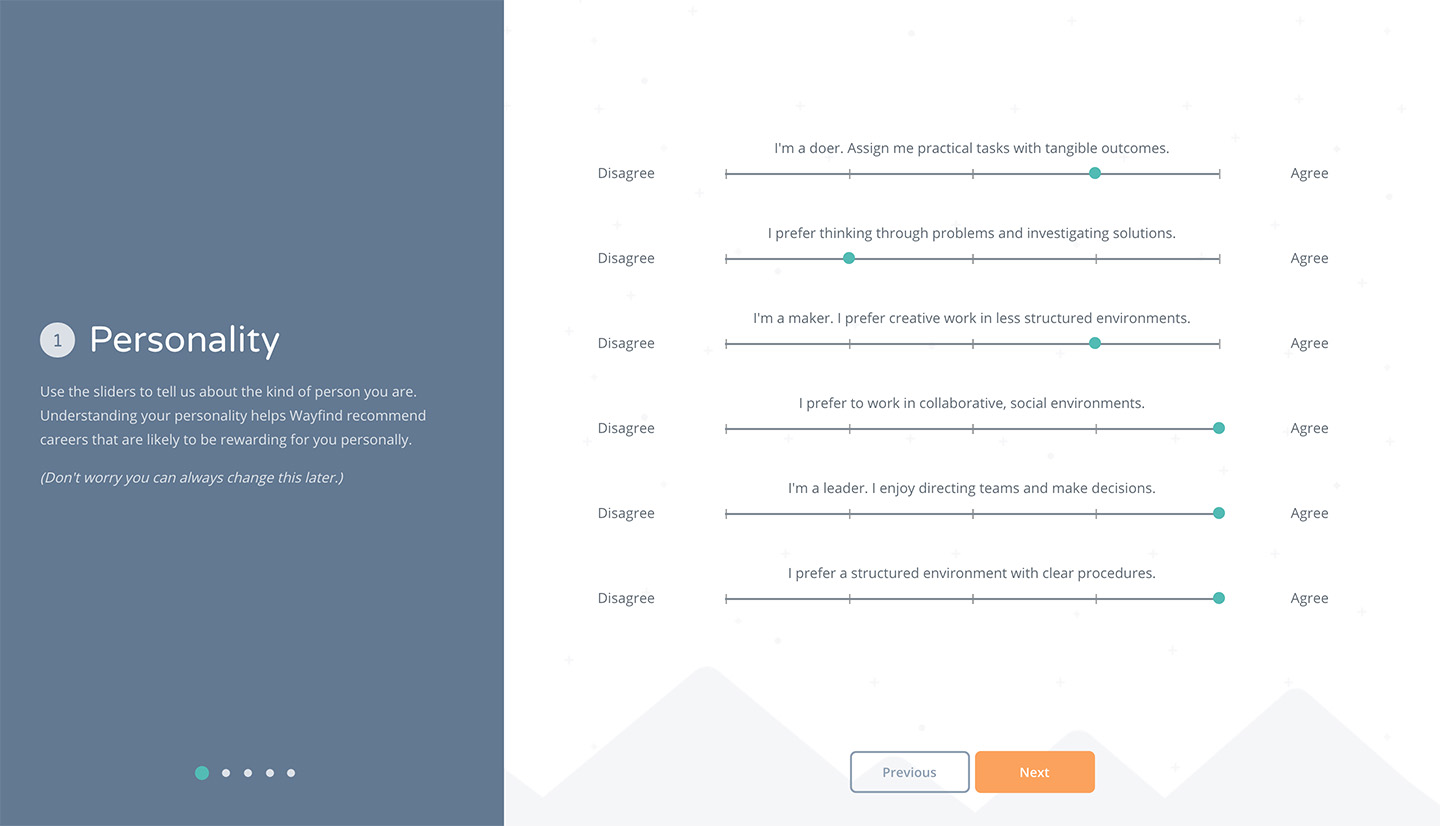 1 Personality
Use the sliders to tell us about the kind of person you are.
Understanding your personality helps Wayfind recommend
careers that are likely to be rewarding for you personally.
(Don't worry you can always change this later.)
I'm a doer. Assign me practical tasks with tangible outcomes.
Disagree Agree
I prefer thinking through problems and investigating solutions.
Disagree Agree
I'm a maker. I prefer creative work in less structured environments.
Disagree Agree
I prefer to work in collaborative, social environments.
Disagree Agree
I'm a leader. I enjoy directing teams and make decisions.
Disagree Agree
I prefer a structured environment with clear procedures.
Disagree Agree
Previous Next